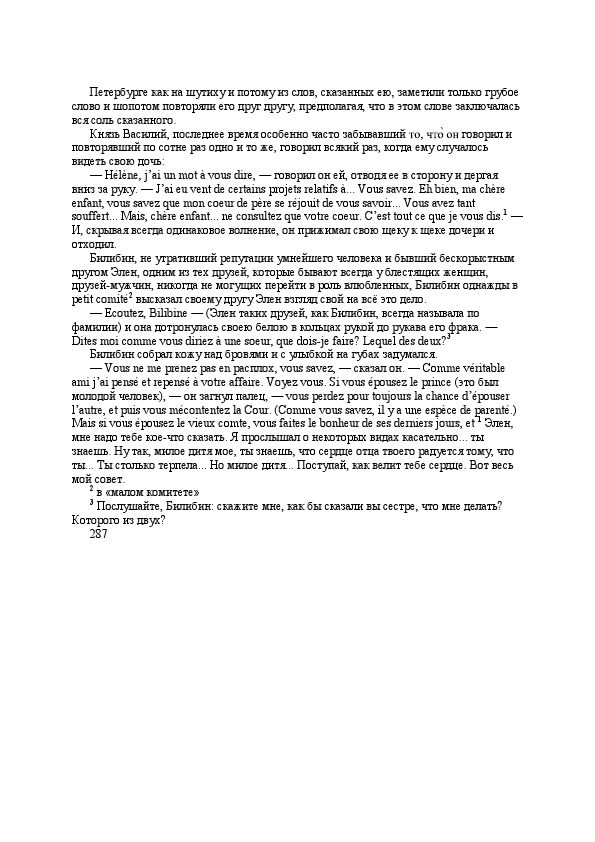 Петербурге как на шутиху и потому из слов, сказанных ею, заметили только грубое
слово и шопотом повторяли его друг другу, предполагая, что в этом слове заключалась
вся соль сказанного.
Князь Василий, последнее время особенно часто забывавший то, что̀ он говорил и
повторявший по сотне раз одно и то же, говорил всякий раз, когда ему случалось
видеть свою дочь:
— Hélène, j’ai un mot à vous dire, — говорил он ей, отводя ее в сторону и дергая
вниз за руку. — J’ai eu vent de certains projets relatifs à... Vous savez. Eh bien, ma chère
enfant, vous savez que mon coeur de père se réjouit de vous savoir... Vous avez tant
souffert... Mais, chère enfant... ne consultez que votre coeur. C’est tout ce que je vous dis.¹ —
И, скрывая всегда одинаковое волнение, он прижимал свою щеку к щеке дочери и
отходил.
Билибин, не утративший репутации умнейшего человека и бывший бескорыстным
другом Элен, одним из тех друзей, которые бывают всегда у блестящих женщин,
друзей-мужчин, никогда не могущих перейти в роль влюбленных, Билибин однажды в
petit comité² высказал своему другу Элен взгляд свой на всё это дело.
— Ecoutez, Bilibine — (Элен таких друзей, как Билибин, всегда называла по
фамилии) и она дотронулась своею белою в кольцах рукой до рукава его фрака. —
Dites moi comme vous diriez à une soeur, que dois-je faire? Lequel des deux?³
Билибин собрал кожу над бровями и с улыбкой на губах задумался.
— Vous ne me prenez pas en расплох, vous savez, — сказал он. — Comme véritable
ami j’ai pensé et repensé à votre affaire. Voyez vous. Si vous épousez le prince (это был
молодой человек), — он загнул палец, — vous perdez pour toujours la chance d’épouser
l’autre, et puis vous mécontentez la Cour. (Comme vous savez, il y a une espèce de parenté.)
Mais si vous épousez le vieux comte, vous faites le bonheur de ses derniers jours, et ¹ Элен,
мне надо тебе кое-что сказать. Я прослышал о некоторых видах касательно... ты
знаешь. Ну так, милое дитя мое, ты знаешь, что сердце отца твоего радуется тому, что
ты... Ты столько терпела... Но милое дитя... Поступай, как велит тебе сердце. Вот весь
мой совет.
² в «малом комитете»
³ Послушайте, Билибин: скажите мне, как бы сказали вы сестре, что мне делать?
Которого из двух?
287